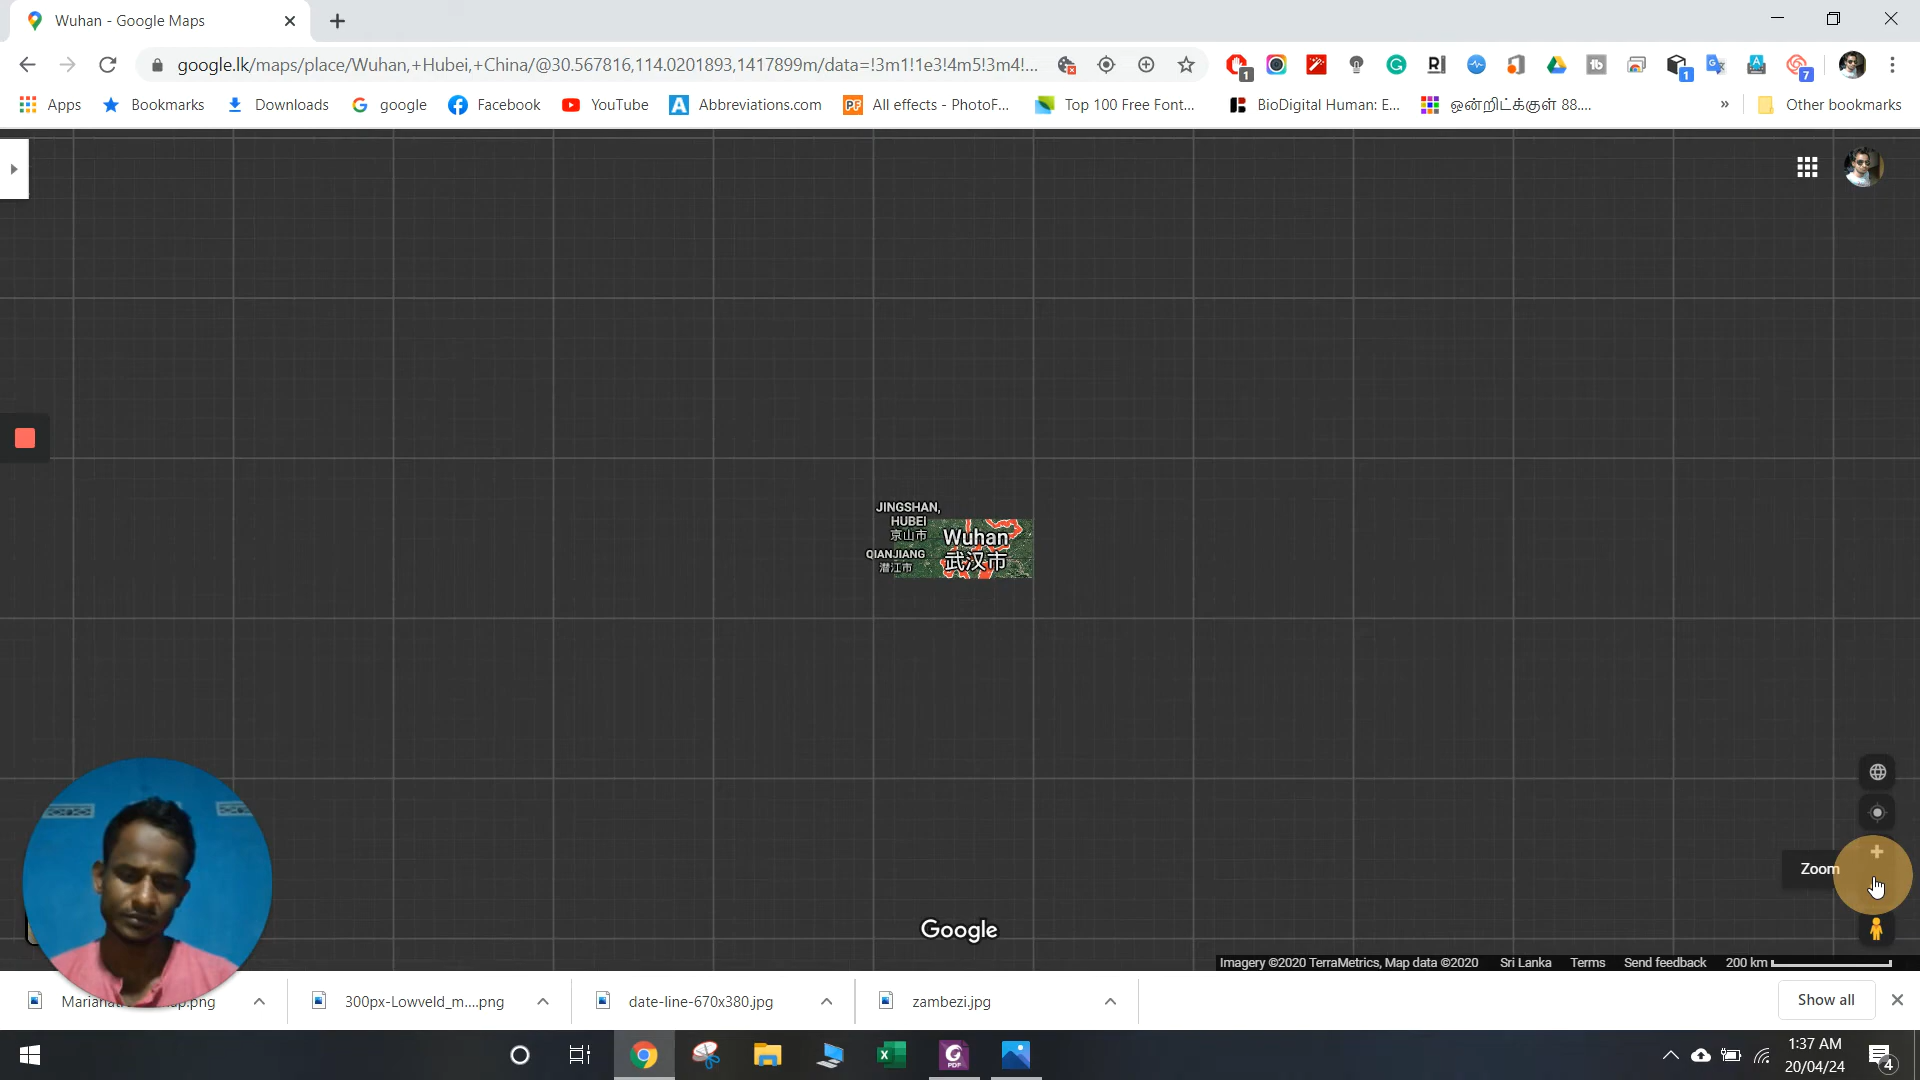 Wuhan - Google Maps
google.lk/maps/place/Wuhan,+Hubei,+China/@30.567816,114.0201893,1417899m/data=!3m1!1e3!4m5!3m4!...
1
1
7
Apps
Bookmarks
Downloads
google
Facebook
YouTube
Abbreviations.com
All effects - PhotoF...
Top 100 Free Font...
BioDigital Human: E...
ஒன்றிட்க்குள் 88....
»
Other bookmarks
JINGSHAN,
HUBEI
京山市
QIANJIANG
潜江市
Wuhan
武汉市
Zoom
Google
Imagery ©2020 TerraMetrics, Map data ©2020 Sri Lanka Terms Send feedback 200 km
300px-Lowveld_m....png
date-line-670x380.jpg
zambezi.jpg
Show all
1:37 AM
20/04/24
4